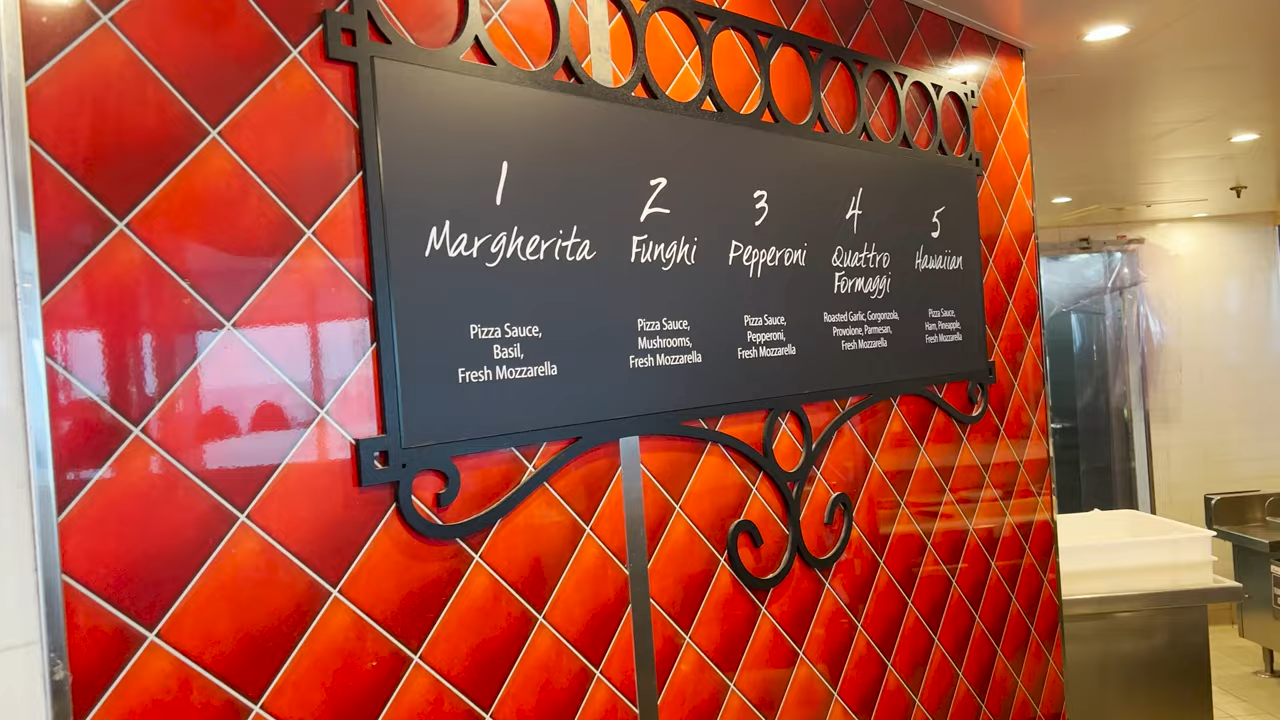 1
Margherita
Pizza Sauce,
Basil,
Fresh Mozzarella
2
Funghi
Pizza Sauce,
Mushrooms,
Fresh Mozzarella
3
Pepperoni
Pizza Sauce,
Pepperoni,
Fresh Mozzarella
4
Quattro
Formaggi
Roasted Garlic, Gorgonzola,
Provolone, Parmesan,
Fresh Mozzarella
5
Hawaiian
Pizza Sauce,
Ham, Pineapple,
Fresh Mozzarella